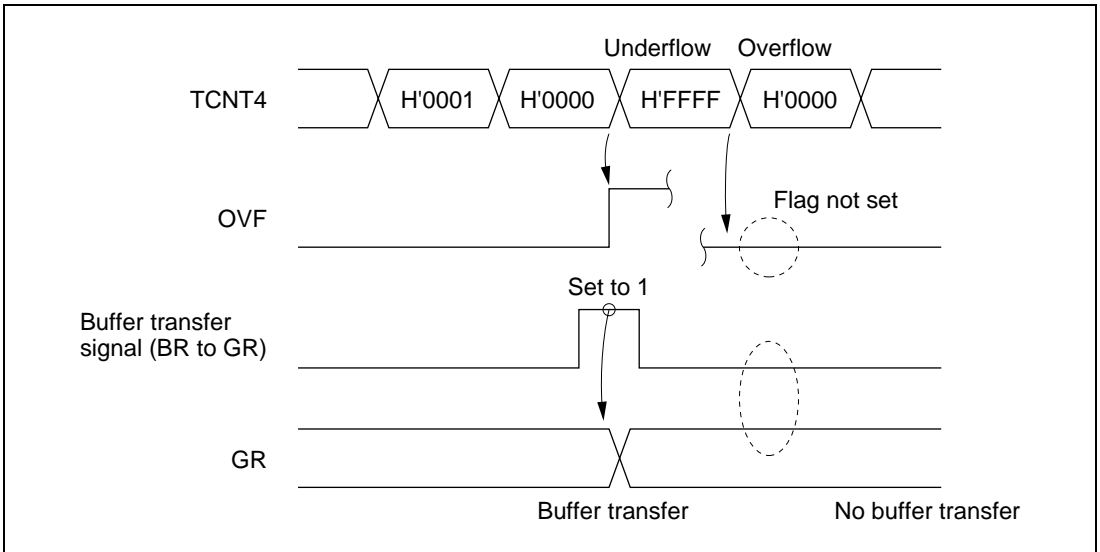 Underflow Overflow
TCNT4 H'0001 H'0000 H'FFFF H'0000
OVF
Flag not set
Set to 1
Buffer transfer
signal (BR to GR)
GR
Buffer transfer No buffer transfer